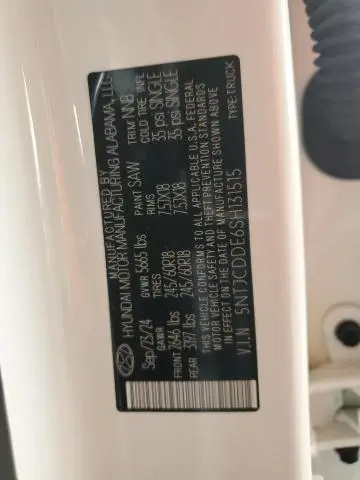 MANUFACTURED BY
HYUNDAI MOTOR MANUFACTURING ALABAMA, LLC
Sep/23/24 GVWR 5665 lbs PAINT SAW TRIM NNB
GAWR RIMS COLD TIRE INFL
FRONT 2646 lbs 245/60R18 7.5JX18 35 psi SINGLE
REAR 3197 lbs 245/60R18 7.5JX18 35 psi SINGLE
THIS VEHICLE CONFORMS TO ALL APPLICABLE U.S.A. FEDERAL
MOTOR VEHICLE SAFETY AND THEFT PREVENTION STANDARDS
IN EFFECT ON THE DATE OF MANUFACTURE SHOWN ABOVE
V.I.N 5NTJCDDE6SH131515 TYPE:TRUCK